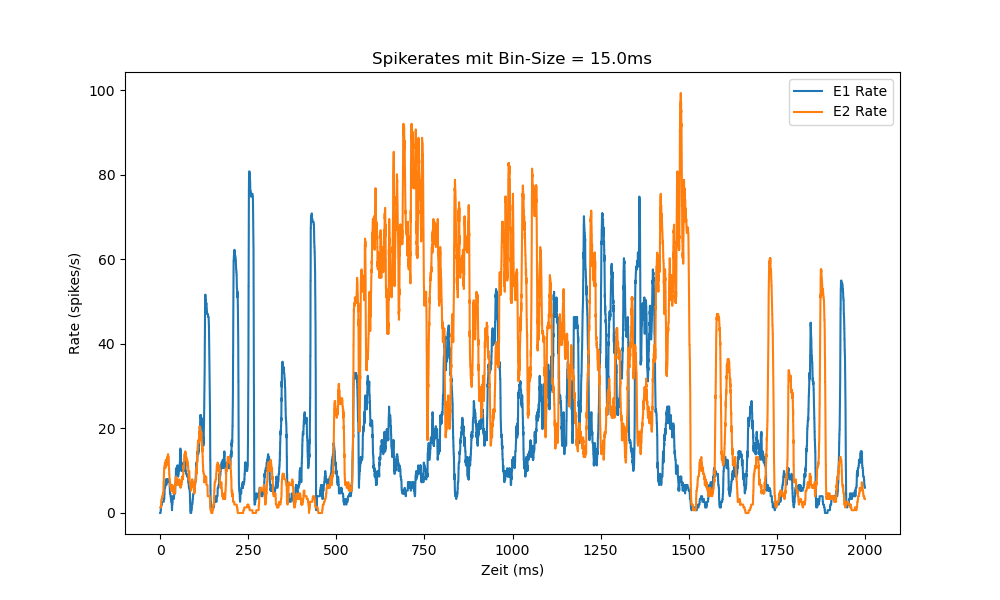 Spikerates mit Bin-Size = 15.0ms
E1 Rate
E2 Rate
100
80
60
40
20
0
Rate (spikes/s)
0 250 500 750 1000 1250 1500 1750 2000
Zeit (ms)